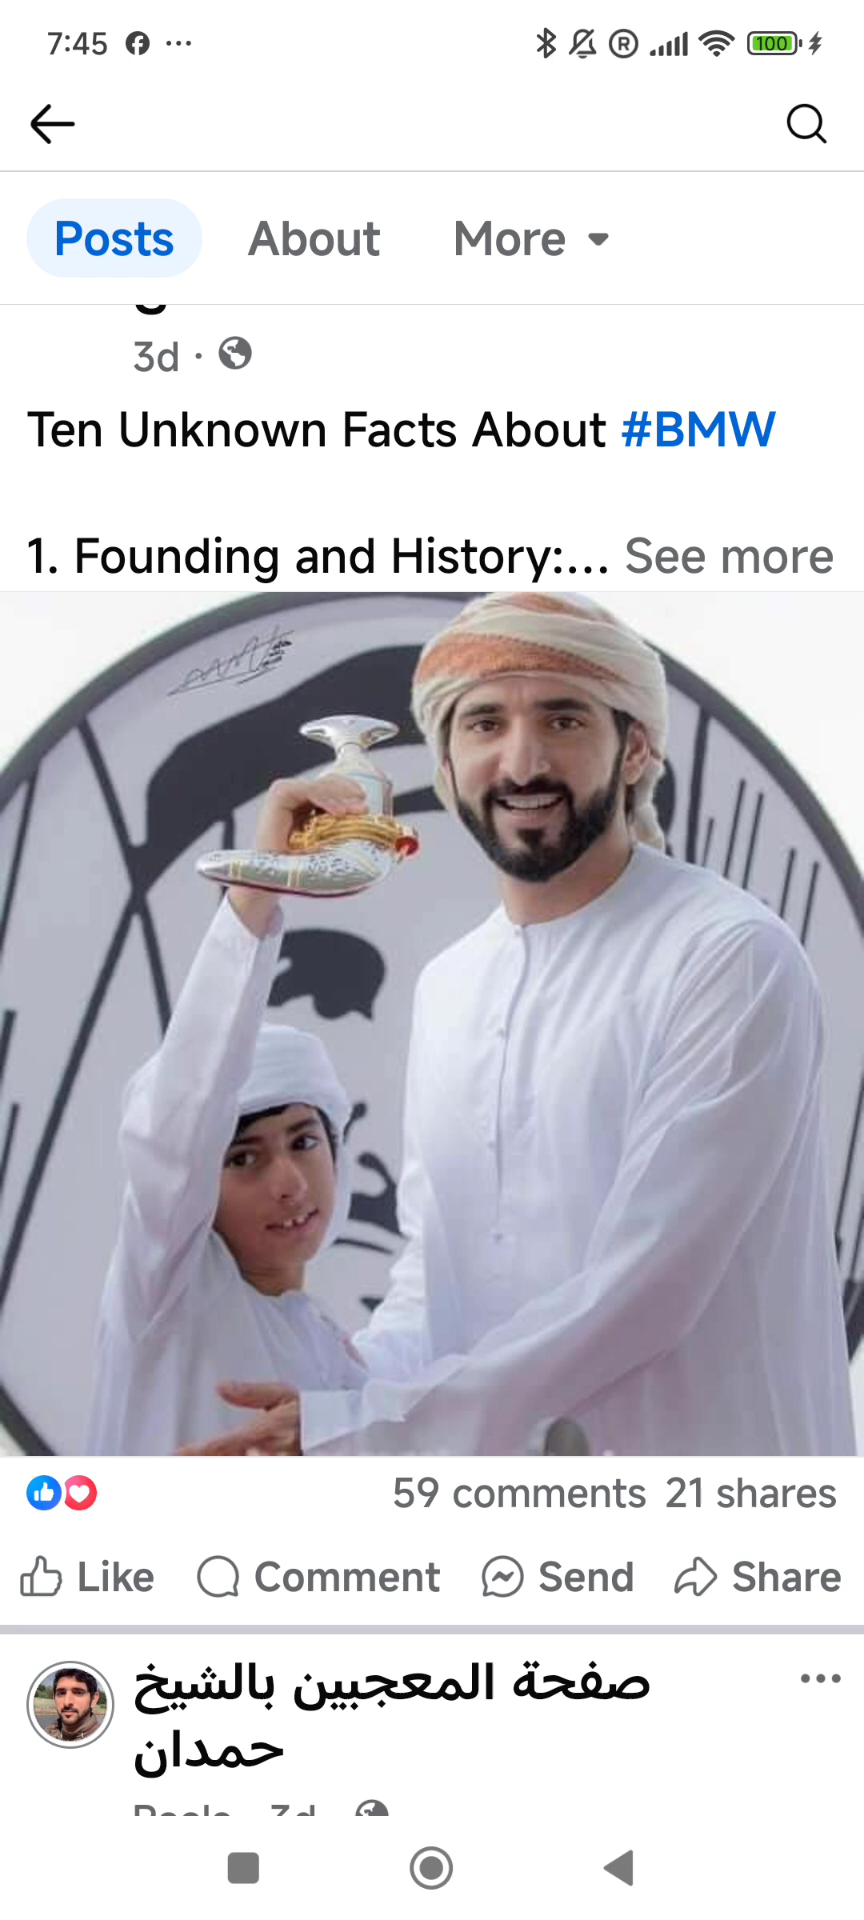 7:45
R
100
Posts About More
3d
Ten Unknown Facts About #BMW
1. Founding and History:... See more
59 comments 21 shares
Like Comment Send Share
صفحة المعجبين بالشيخ
حمدان